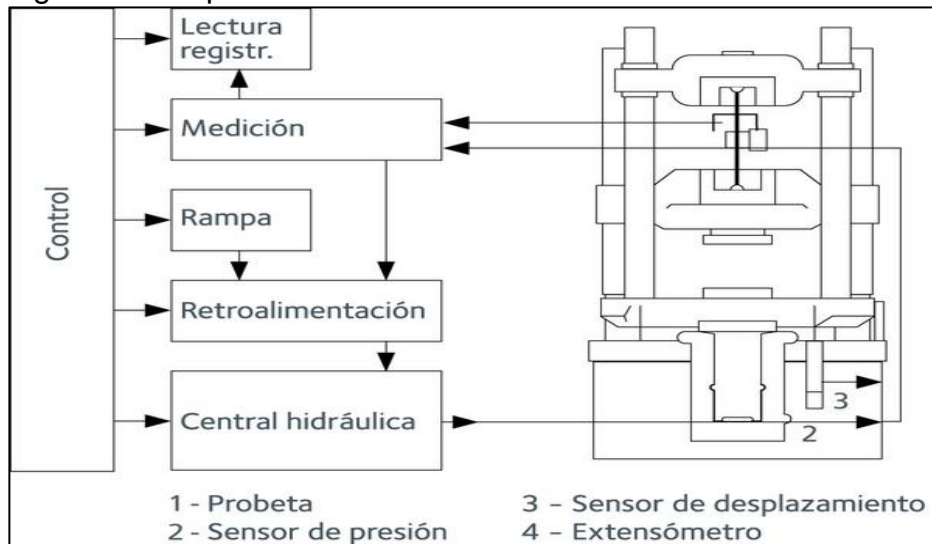 Lectura
registr.
Medición
Rampa
Control
Retroalimentación
Central hidráulica
3
2
1 - Probeta
2 - Sensor de presión
3 – Sensor de desplazamiento
4 – Extensómetro